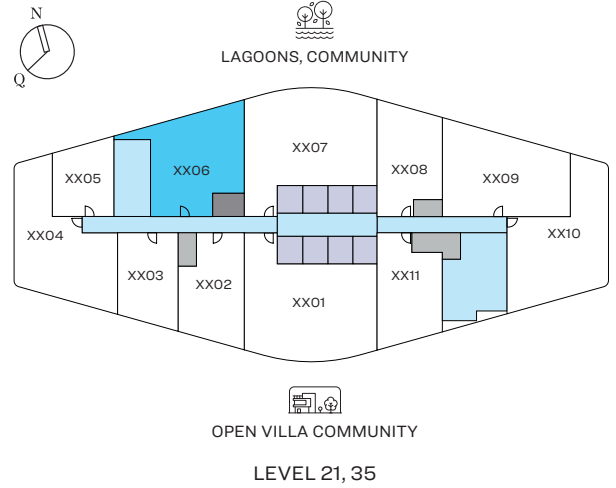 N
Q
LAGOONS, COMMUNITY
XX07
XX06
XX08
XX05
XX09
XX04
XX10
XX03
XX02
XX01
XX11
OPEN VILLA COMMUNITY
LEVEL 21, 35